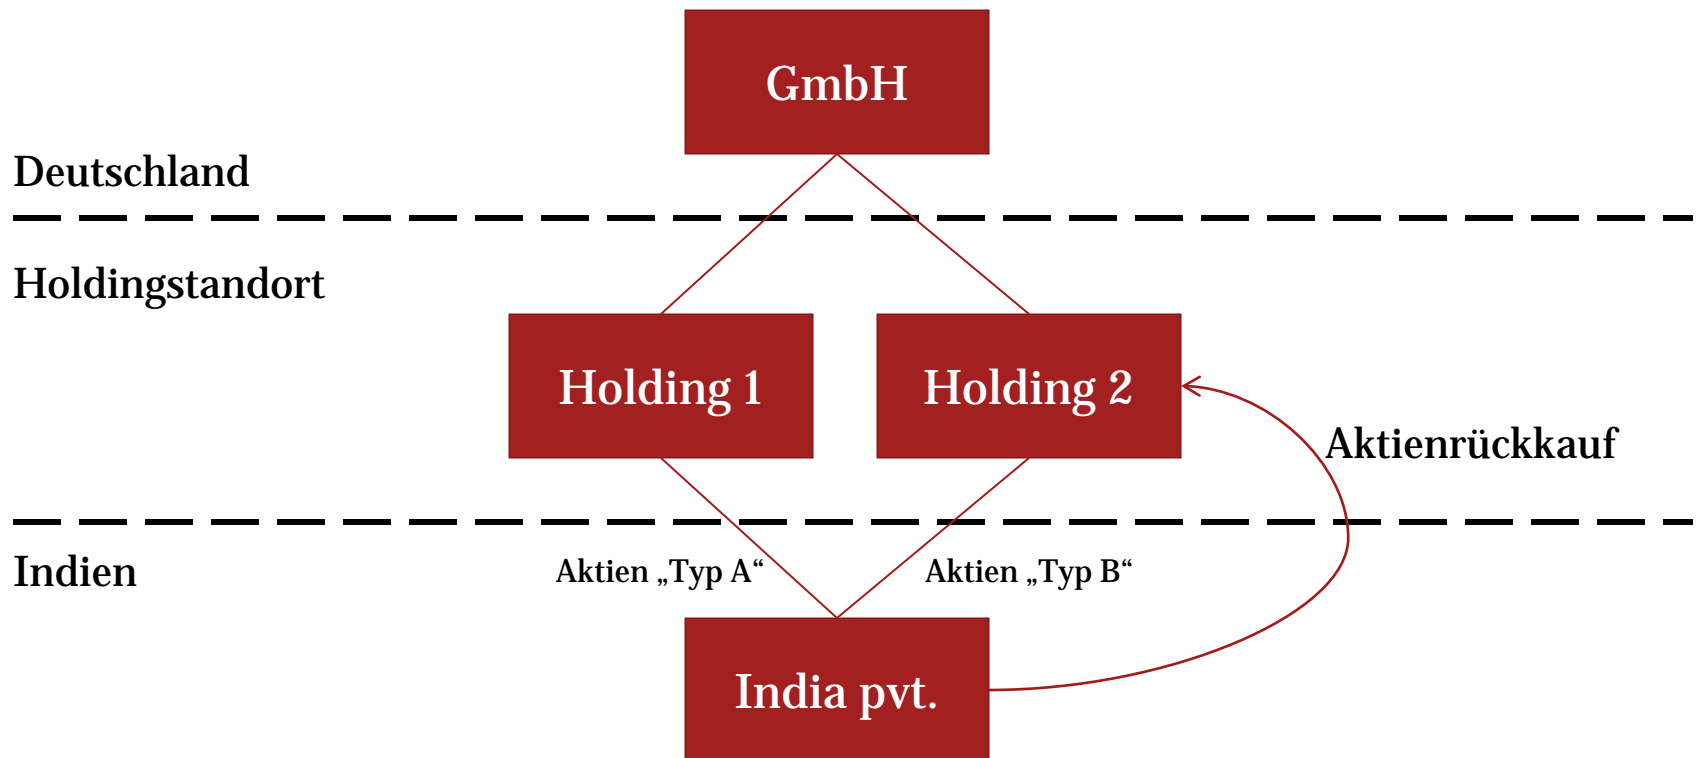 GmbH
Deutschland
Holdingstandort
Holding 1
Holding 2
Aktienrückkauf
Indien
Aktien „Typ A“
Aktien „Typ B“
India pvt.